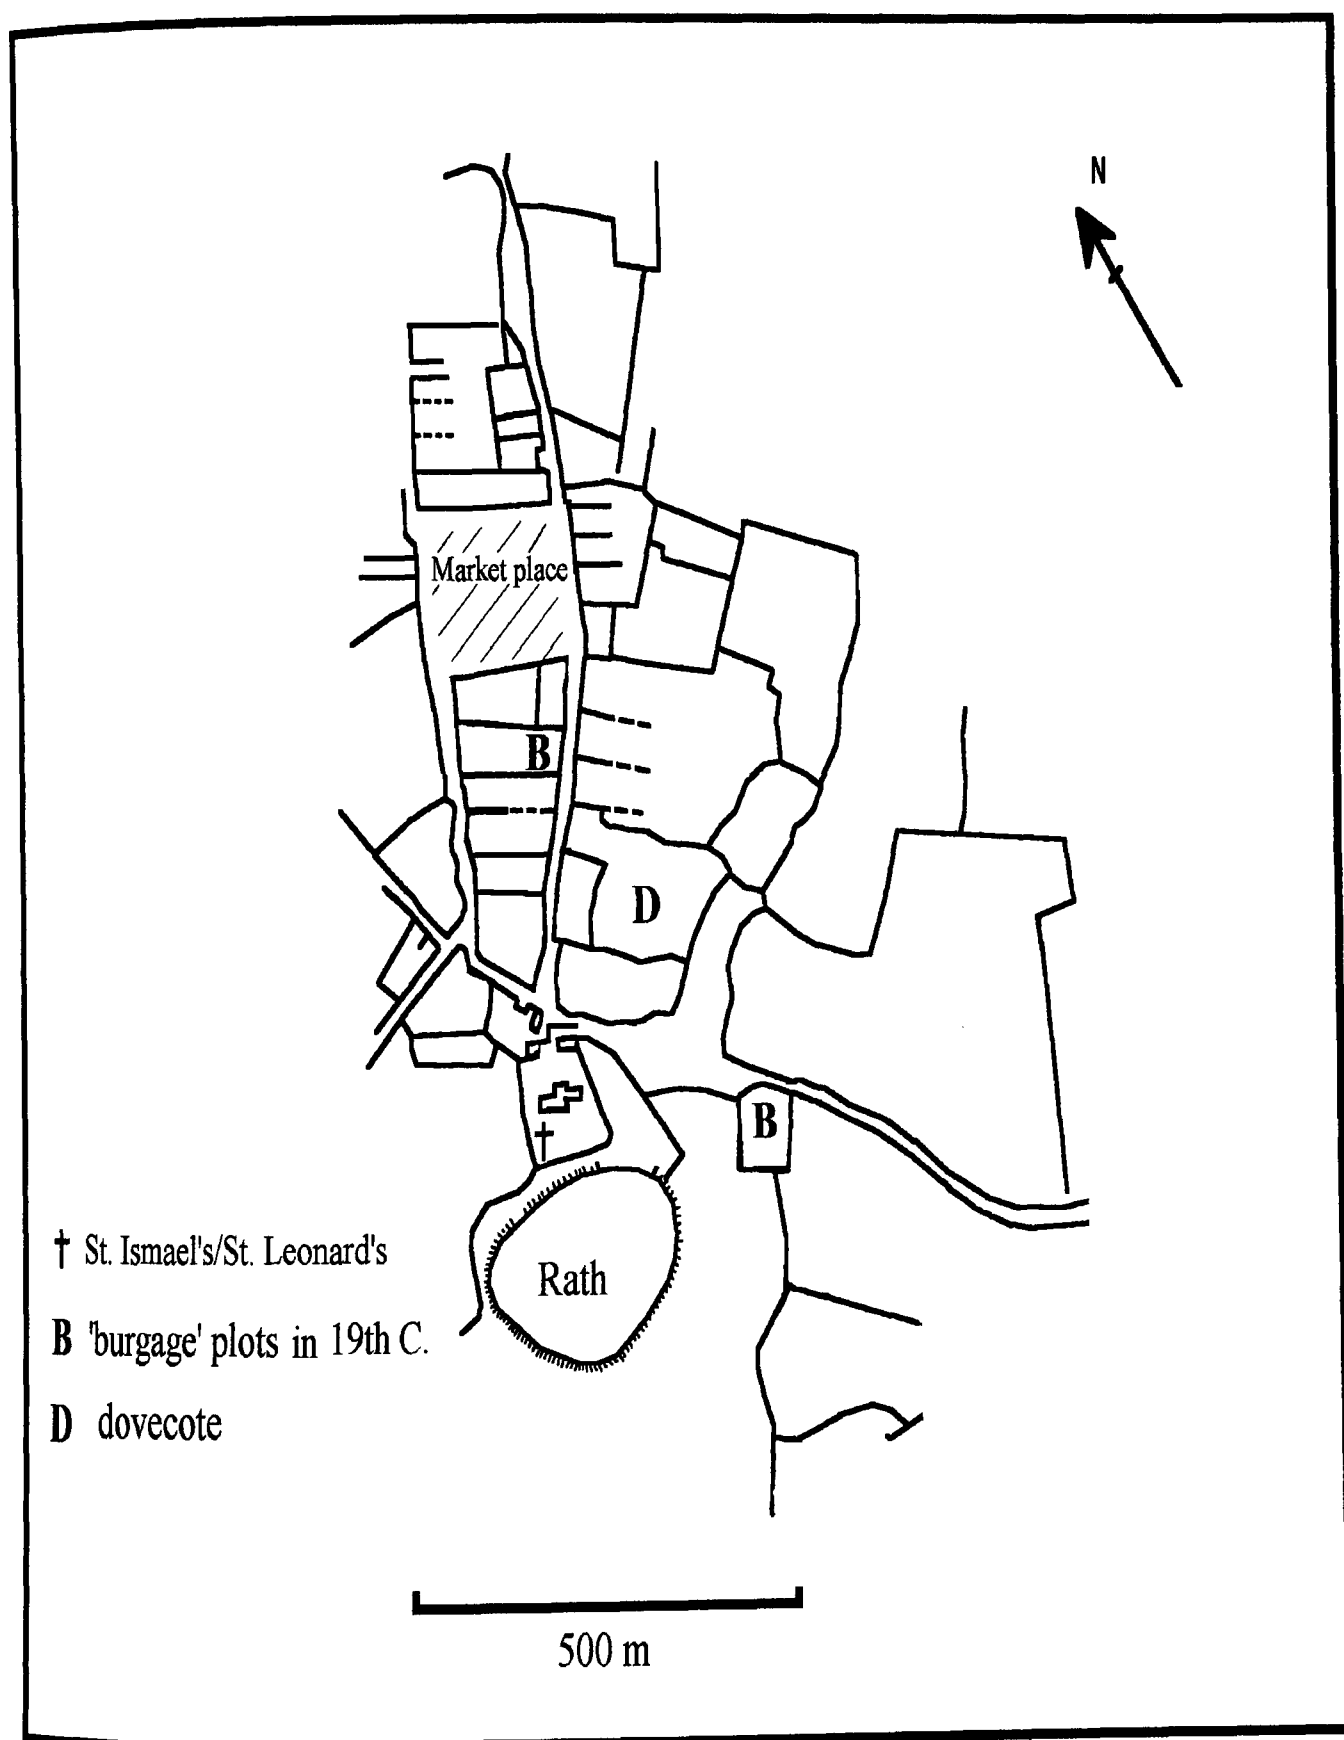 N
Market place
B
D
B
† St. Ismael's/St. Leonard's
Rath
B 'burgage' plots in 19th C.
D dovecote
500 m